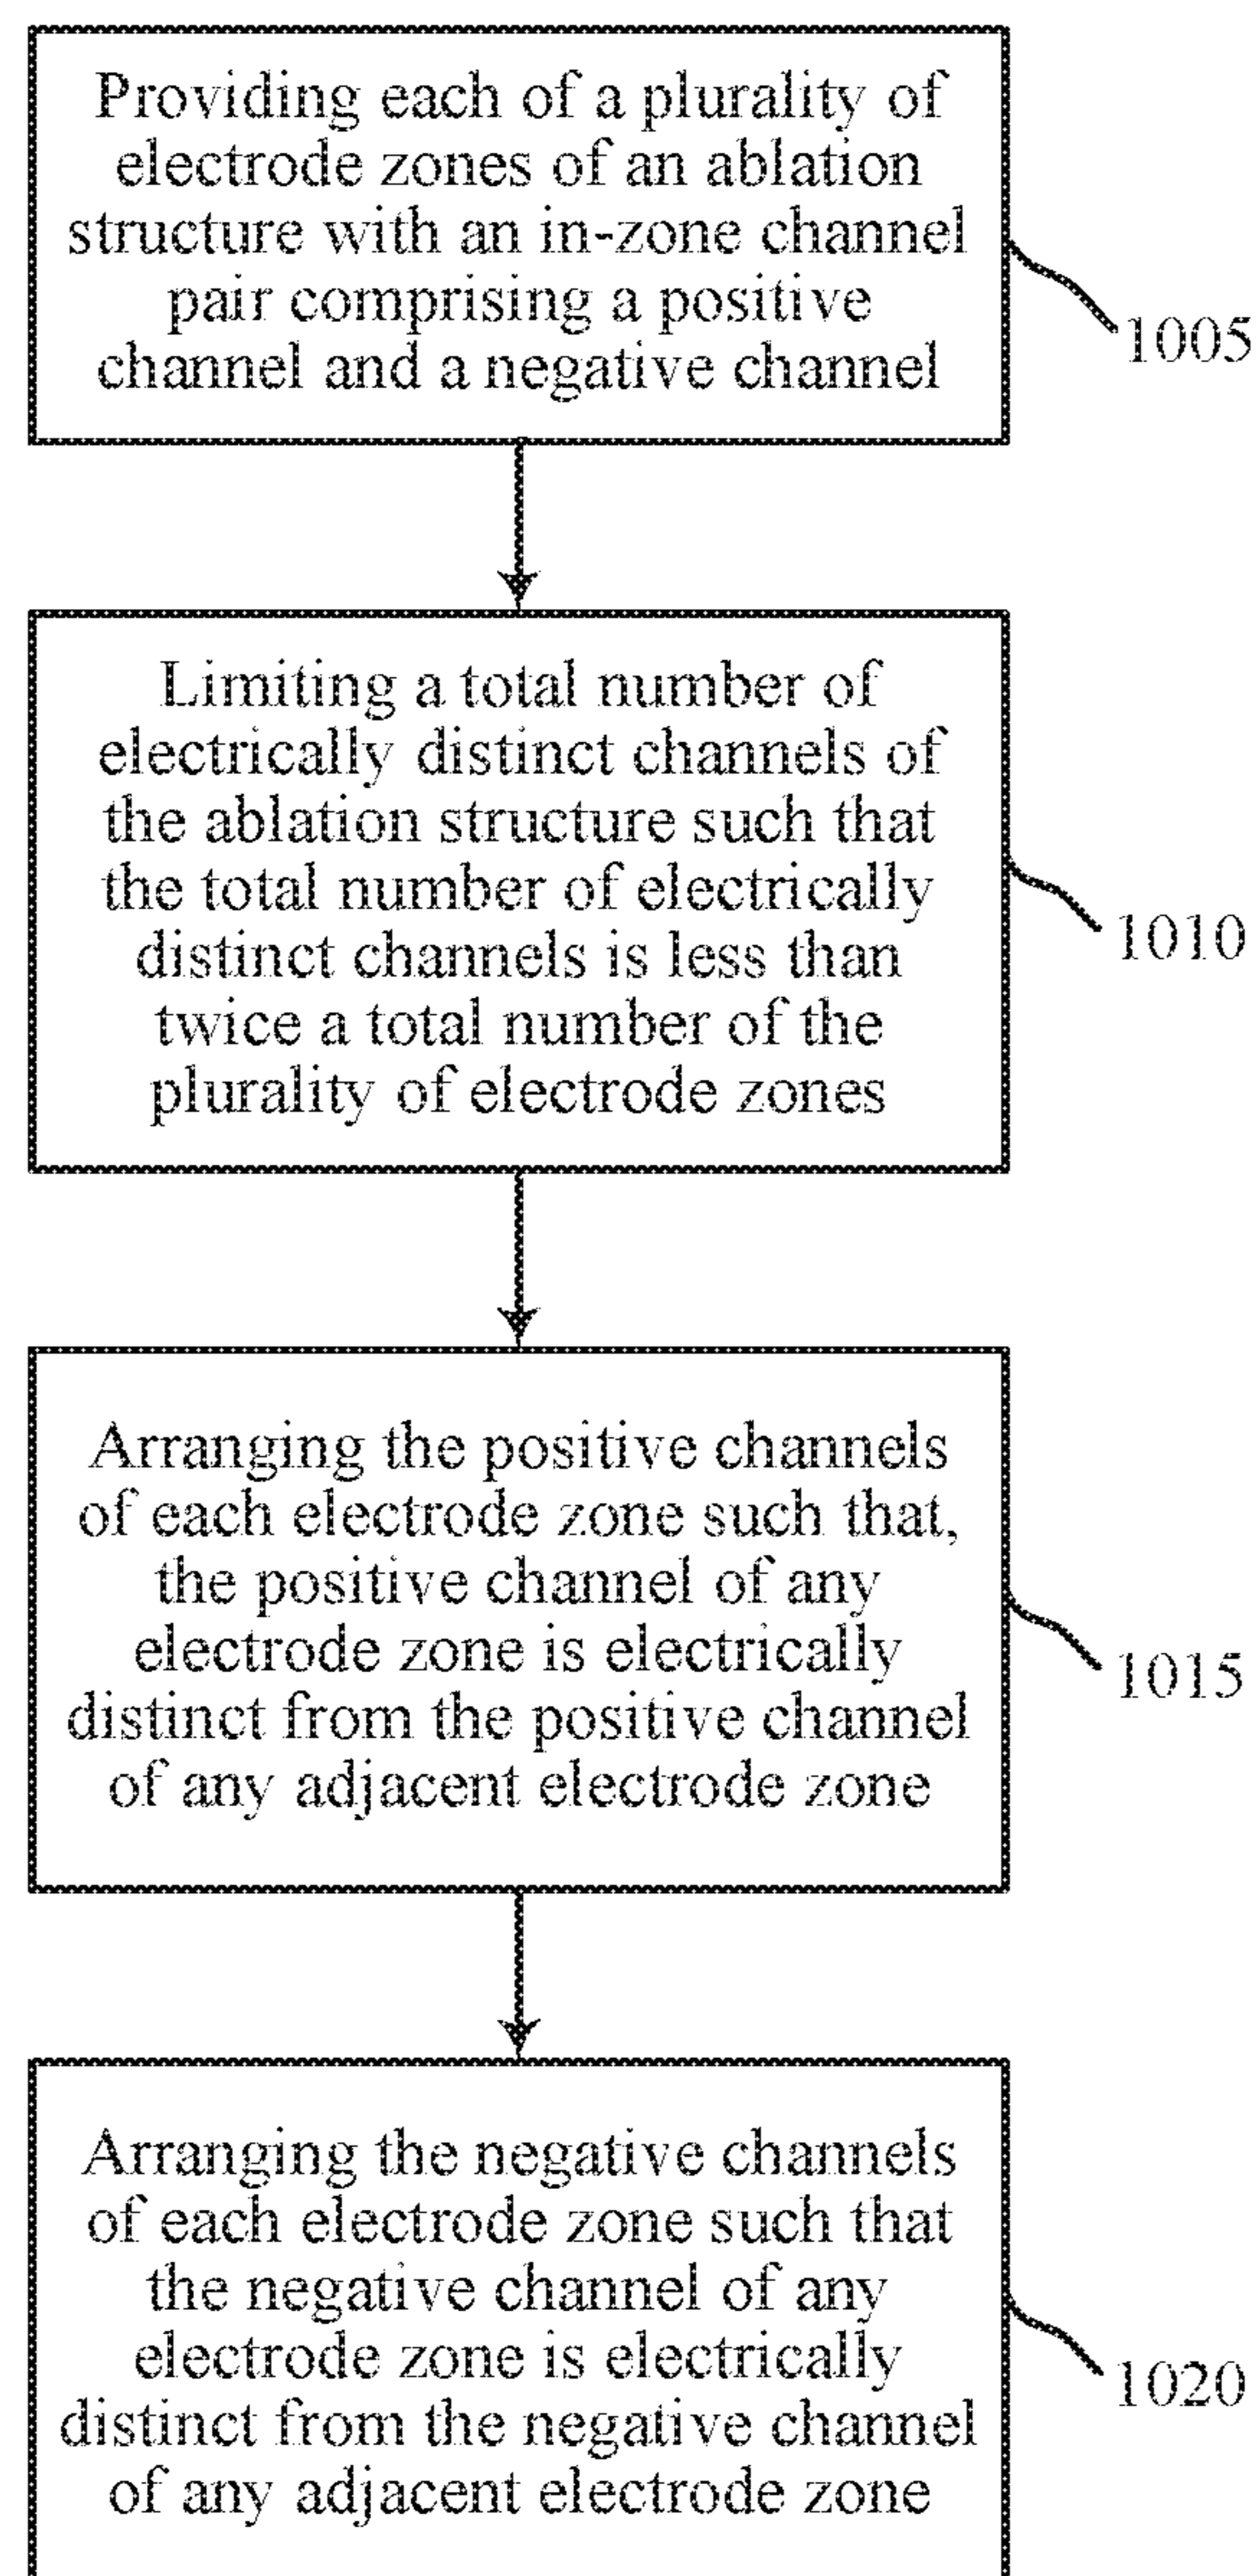 Providing each of a plurality of
electrode zones of an ablation
structure with an in-zone channel
pair comprising a positive
channel and a negative channel
1005
Limiting a total number of
electrically distinct channels of
the ablation structure such that
the total number of electrically
distinct channels is less than
twice a total number of the
plurality of electrode zones
1010
Arranging the positive channels
of each electrode zone such that,
the positive channel of any
electrode zone is electrically
distinct from the positive channel
of any adjacent electrode zone
1015
Arranging the negative channels
of each electrode zone such that
the negative channel of any
electrode zone is electrically
distinct from the negative channel
of any adjacent electrode zone
1020